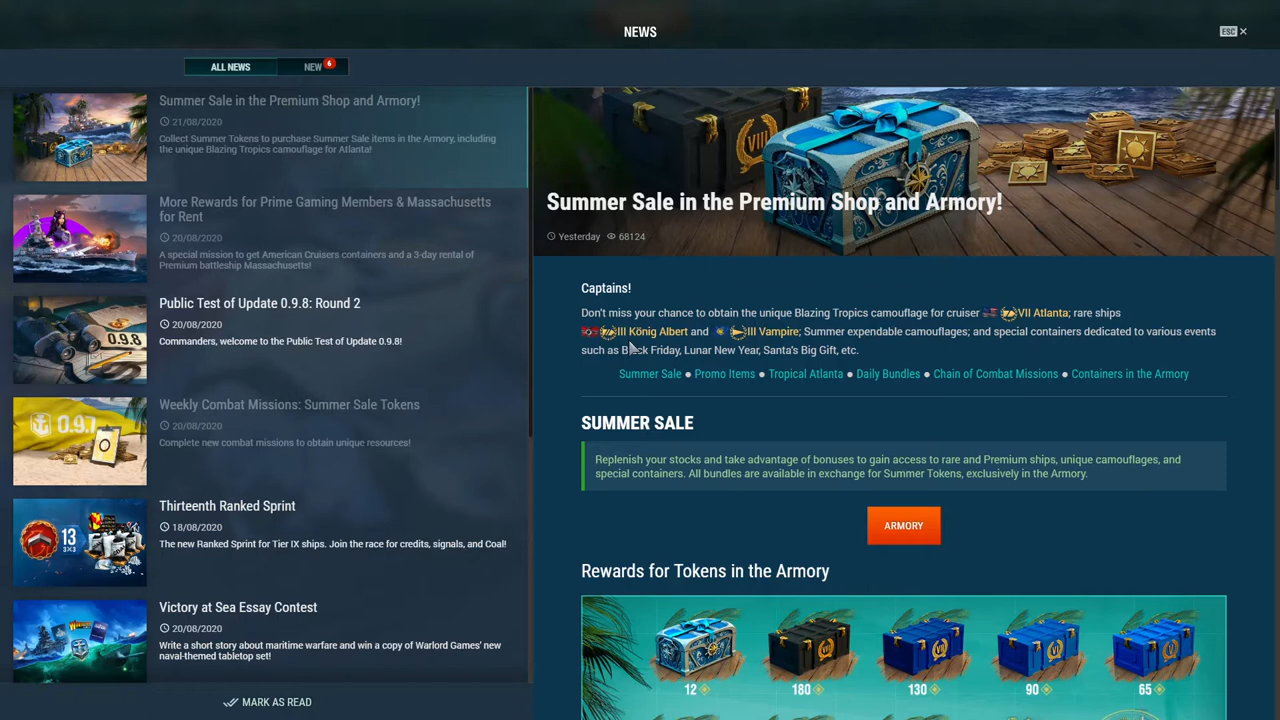 NEWS
ESC ×
ALL NEWS
NEW 6
Summer Sale in the Premium Shop and Armory!
21/08/2020
Collect Summer Tokens to purchase Summer Sale items in the Armory, including
the unique Blazing Tropics camouflage for Atlanta!
More Rewards for Prime Gaming Members & Massachusetts
for Rent
20/08/2020
A special mission to get American Cruisers containers and a 3-day rental of
Premium battleship Massachusetts!
0.9.8
Public Test of Update 0.9.8: Round 2
20/08/2020
Commanders, welcome to the Public Test of Update 0.9.8!
0.9.7
Weekly Combat Missions: Summer Sale Tokens
20/08/2020
Complete new combat missions to obtain unique resources!
13
3×3
Thirteenth Ranked Sprint
18/08/2020
The new Ranked Sprint for Tier IX ships. Join the race for credits, signals, and Coal!
Victory at Sea Essay Contest
20/08/2020
Write a short story about maritime warfare and win a copy of Warlord Games' new
naval-themed tabletop set!
MARK AS READ
VIII
Summer Sale in the Premium Shop and Armory!
Yesterday 68124
Captains!
Don't miss your chance to obtain the unique Blazing Tropics camouflage for cruiser VII Atlanta; rare ships
III König Albert and III Vampire; Summer expendable camouflages; and special containers dedicated to various events
such as Black Friday, Lunar New Year, Santa's Big Gift, etc.
Summer Sale ● Promo Items ● Tropical Atlanta ● Daily Bundles ● Chain of Combat Missions ● Containers in the Armory
SUMMER SALE
Replenish your stocks and take advantage of bonuses to gain access to rare and Premium ships, unique camouflages, and
special containers. All bundles are available in exchange for Summer Tokens, exclusively in the Armory.
ARMORY
Rewards for Tokens in the Armory
12 180 130 90 65